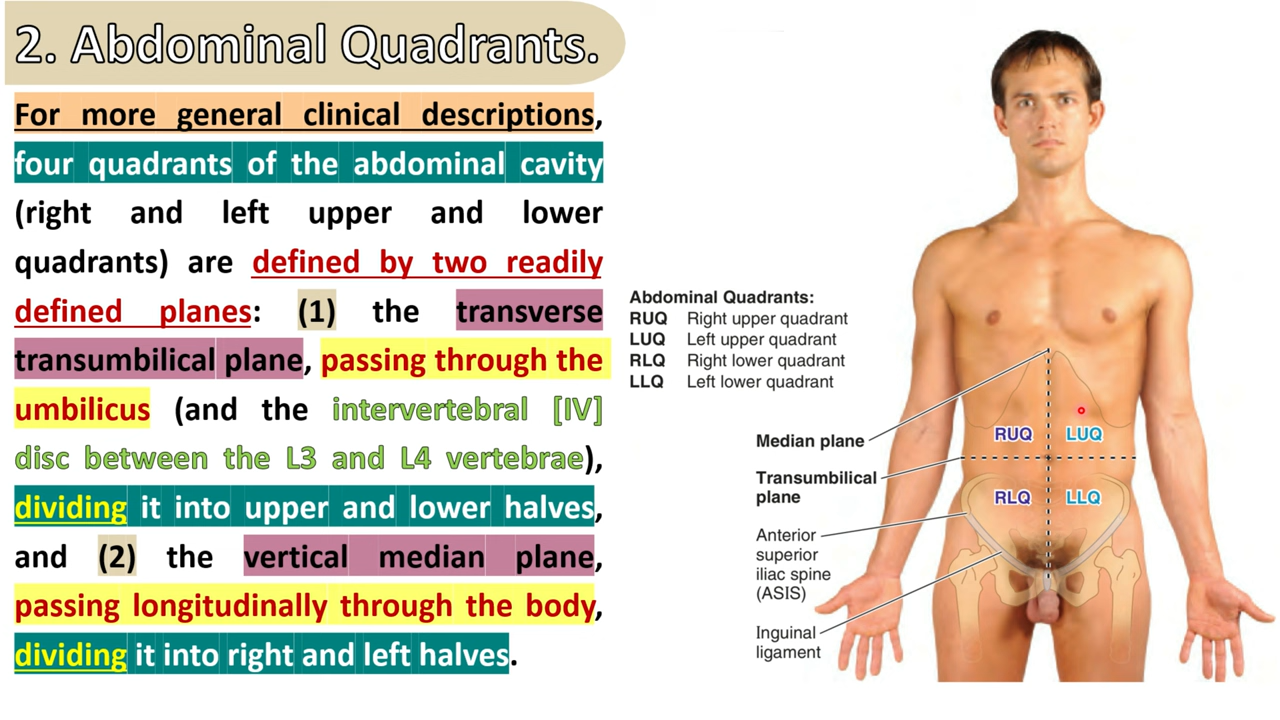 2. Abdominal Quadrants.
For more general clinical descriptions,
four quadrants of the abdominal cavity
(right and left upper and lower
quadrants) are defined by two readily
defined planes: (1) the transverse
transumbilical plane, passing through the
umbilicus (and the intervertebral [IV]
disc between the L3 and L4 vertebrae),
dividing it into upper and lower halves,
and (2) the vertical median plane,
passing longitudinally through the body,
dividing it into right and left halves.
Abdominal Quadrants:
RUQ Right upper quadrant
LUQ Left upper quadrant
RLQ Right lower quadrant
LLQ Left lower quadrant
Median plane
Transumbilical
plane
Anterior
superior
iliac spine
(ASIS)
Inguinal
ligament
RUQ LUQ
RLQ LLQ